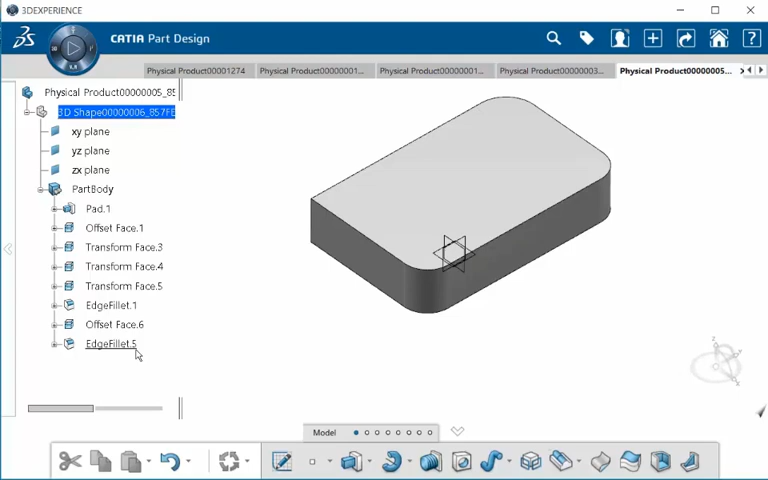 3DEXPERIENCE
CATIA Part Design
Physical Product00001274
Physical Product000001...
Physical Product000001...
Physical Product00000003...
Physical Product00000005...
Physical Product00000005_85
3D Shape00000006_857FE
xy plane
yz plane
zx plane
PartBody
Pad.1
Offset Face.1
Transform Face.3
Transform Face.4
Transform Face.5
EdgeFillet.1
Offset Face.6
EdgeFillet.5
Model